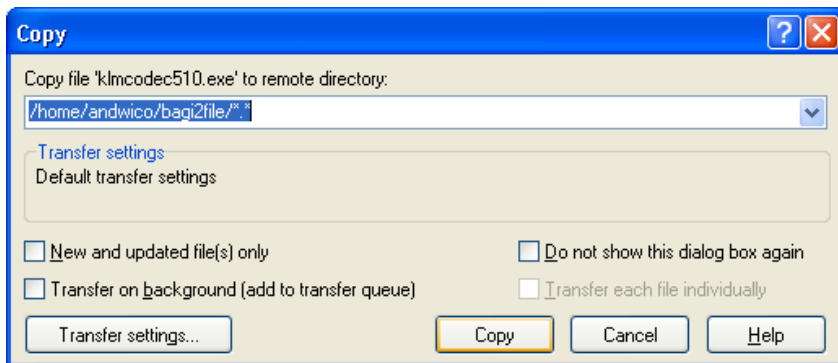 Copy
Copy file 'klmcodec510.exe' to remote directory:
/home/andwico/bagi2file/*.*
Transfer settings
Default transfer settings
New and updated file(s) only
Do not show this dialog box again
Transfer on background (add to transfer queue)
Transfer each file individually
Transfer settings...
Copy
Cancel
Help